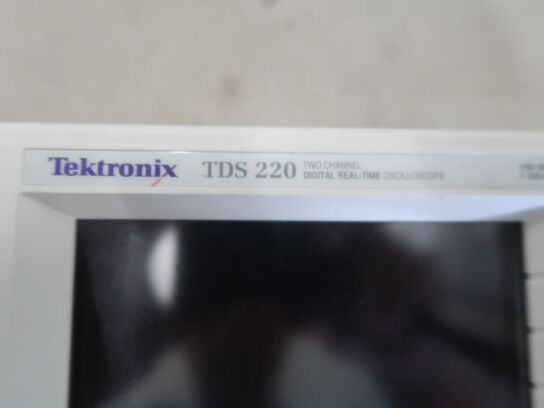 Tektronix TDS 220 TWO CHANNEL
DIGITAL REAL-TIME OSCILLOSCOPE